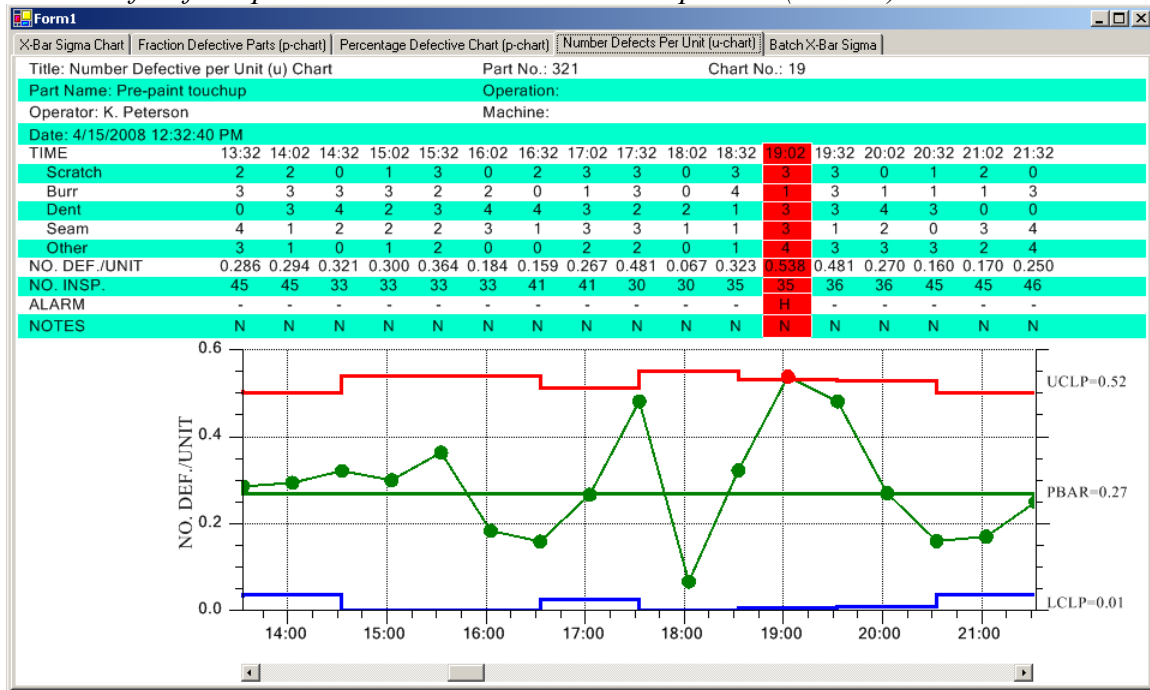 Form1
X-Bar Sigma Chart Fraction Defective Parts (p-chart) Percentage Defective Chart (p-chart) Number Defects Per Unit (u-chart) Batch X-Bar Sigma
Title: Number Defective per Unit (u) Chart Part No.: 321 Chart No.: 19
Part Name: Pre-paint touchup Operation:
Operator: K. Peterson Machine:
Date: 4/15/2008 12:32:40 PM
TIME 13:32 14:02 14:32 15:02 15:32 16:02 16:32 17:02 17:32 18:02 18:32 19:02 19:32 20:02 20:32 21:02 21:32
Scratch 2 2 0 1 3 0 2 3 3 0 3 3 3 0 1 2 0
Burr 3 3 3 3 2 2 0 1 3 0 4 1 3 1 1 1 3
Dent 0 3 4 2 3 4 4 3 2 2 1 3 3 4 3 0 0
Seam 4 1 2 2 2 3 1 3 3 1 1 3 1 2 0 3 4
Other 3 1 0 1 2 0 0 2 2 0 1 4 3 3 3 2 4
NO. DEF./UNIT 0.286 0.294 0.321 0.300 0.364 0.184 0.159 0.267 0.481 0.067 0.323 0.538 0.481 0.270 0.160 0.170 0.250
NO. INSP. 45 45 33 33 33 33 41 41 30 30 35 35 36 36 45 45 46
ALARM - - - - - - - - - - - H - - - - -
NOTES N N N N N N N N N N N N N N N N N
0.6
UCLP=0.52
0.4
NO. DEF./UNIT
PBAR=0.27
0.2
LCLP=0.01
0.0
14:00 15:00 16:00 17:00 18:00 19:00 20:00 21:00